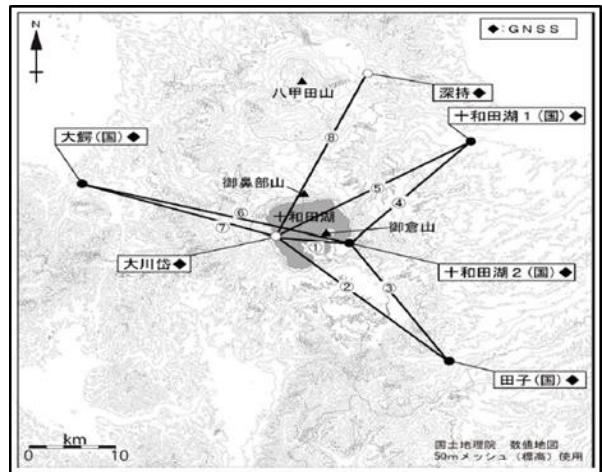 N
◆:GNSS
八甲田山
深持◆
十和田湖1(国)◆
大鰐(国)◆
⑧
⑤
御鼻部山
④
⑥
十和田湖
⑦
御倉山
①
大川岱◆
十和田湖2(国)◆
②
③
田子(国)◆
km
0 10
国土地理院 数値地図
50mメッシュ(標高)使用